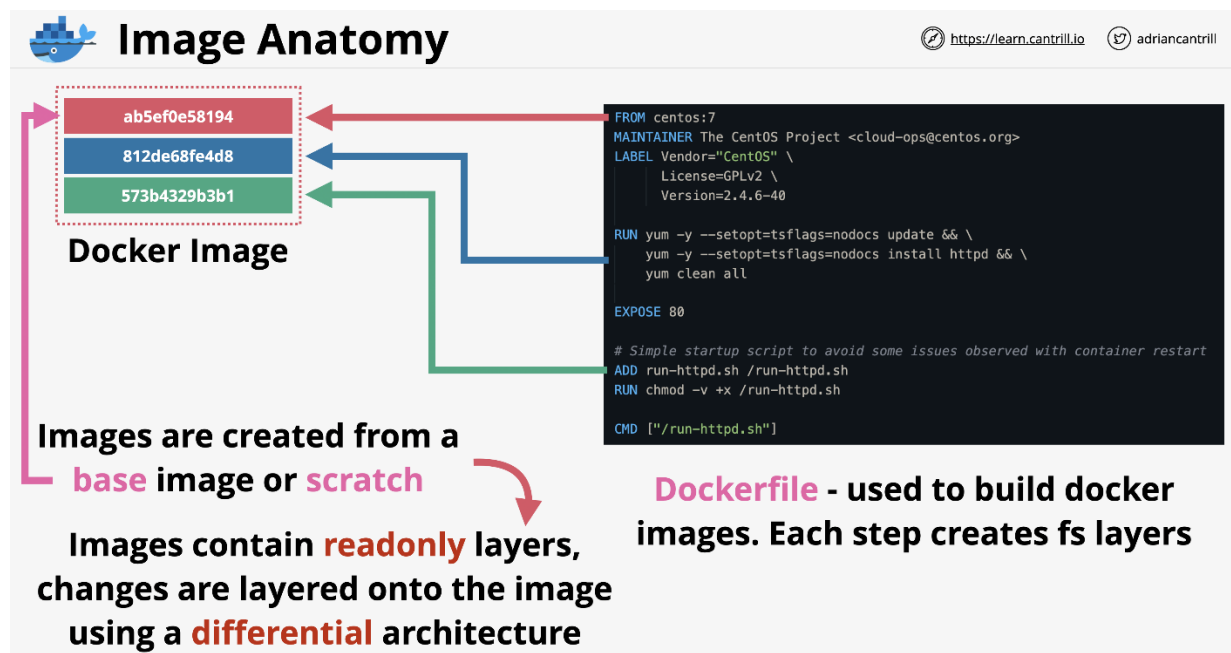 Image Anatomy
https://learn.cantrill.io
adriancantrill
ab5ef0e58194
812de68fe4d8
573b4329b3b1
Docker Image
FROM centos:7
MAINTAINER The CentOS Project <cloud-ops@centos.org>
LABEL Vendor="CentOS" \
      License=GPLv2 \
      Version=2.4.6-40
RUN yum -y --setopt=tsflags=nodocs update && \
    yum -y --setopt=tsflags=nodocs install httpd && \
    yum clean all
EXPOSE 80
# Simple startup script to avoid some issues observed with container restart
ADD run-httpd.sh /run-httpd.sh
RUN chmod -v +x /run-httpd.sh
CMD ["/run-httpd.sh"]
Images are created from a
base image or scratch
Images contain readonly layers,
changes are layered onto the image
using a differential architecture
Dockerfile - used to build docker
images. Each step creates fs layers